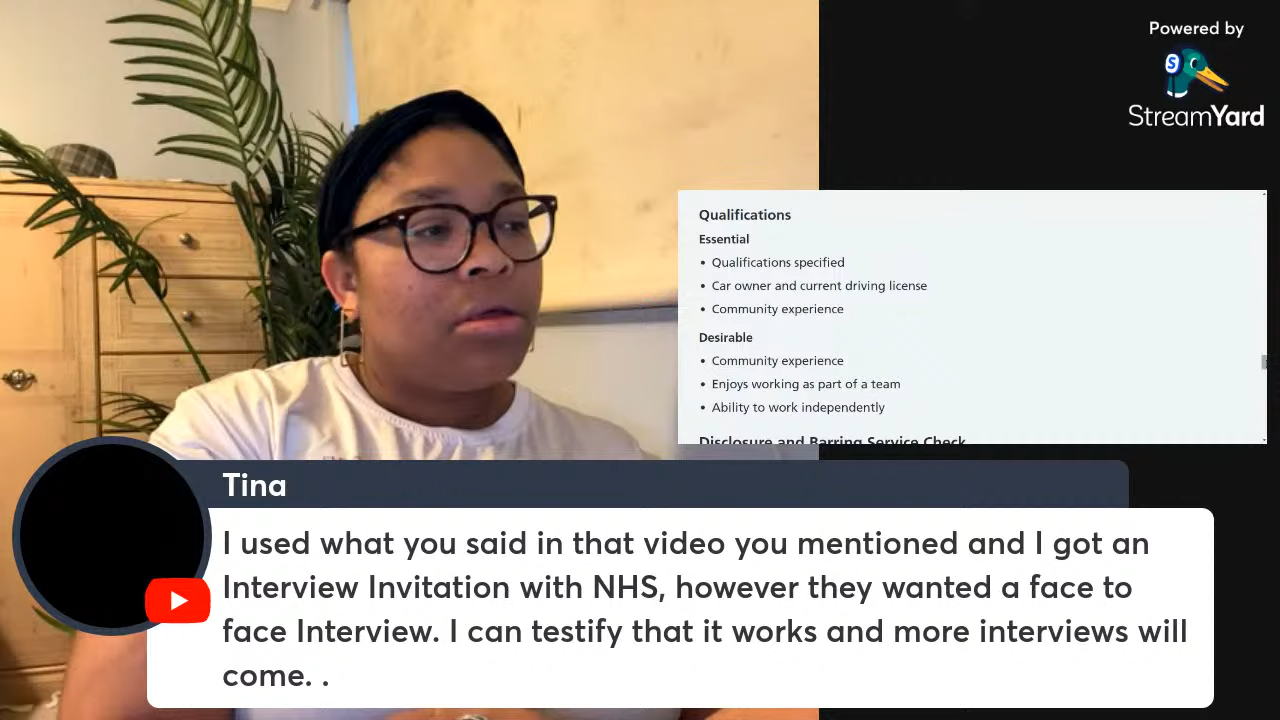 Powered by
S
StreamYard
Qualifications
Essential
• Qualifications specified
• Car owner and current driving license
• Community experience
Desirable
• Community experience
• Enjoys working as part of a team
• Ability to work independently
Disclosure and Barring Service Check
Tina
I used what you said in that video you mentioned and I got an
Interview Invitation with NHS, however they wanted a face to
face Interview. I can testify that it works and more interviews will
come. .